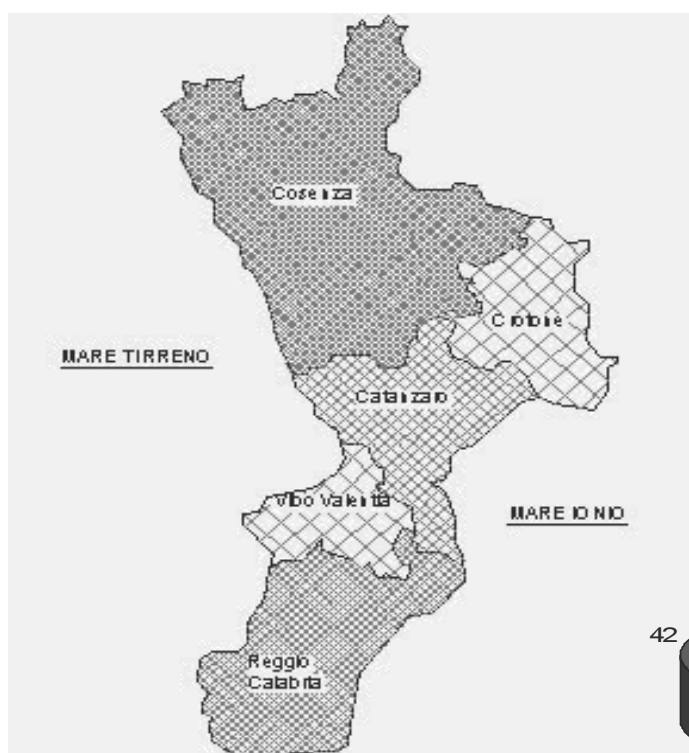 Cosenza
Crotone
MARE TIRRENO
Catanzaro
Vibo Valentia
MARE IONIO
42
Reggio
Calabria